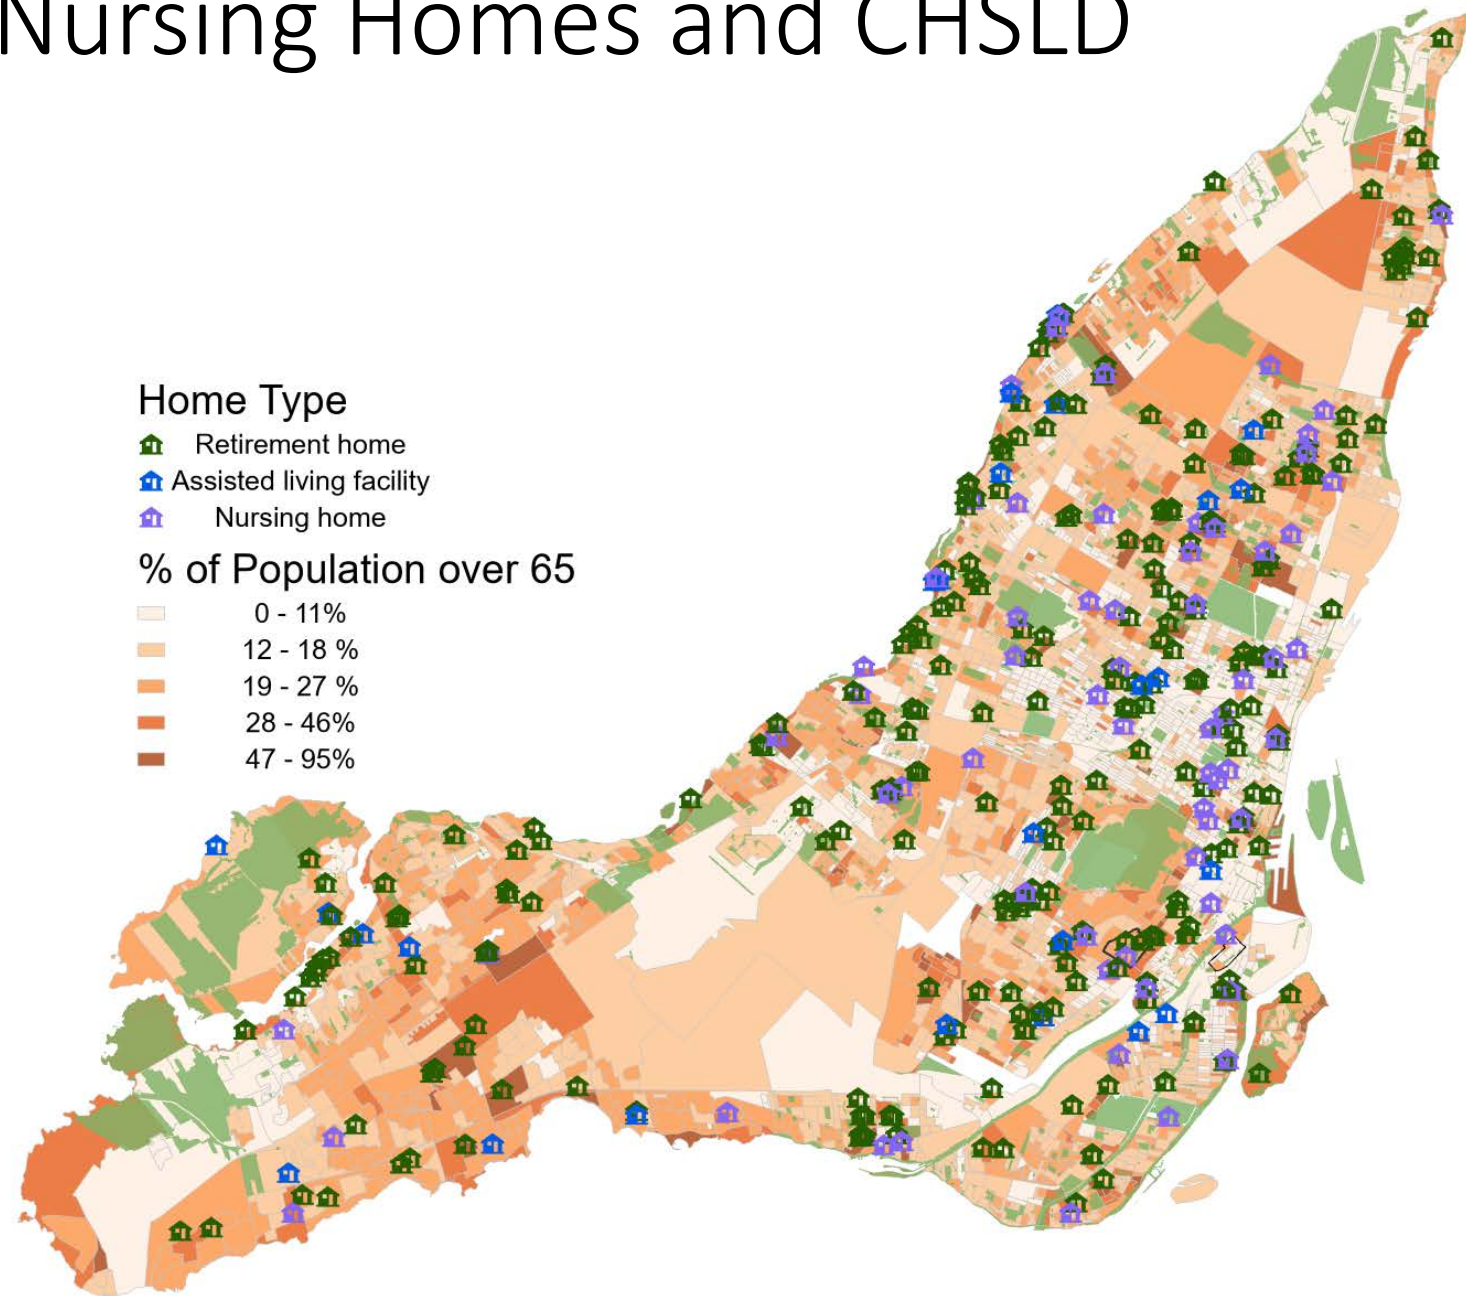 Nursing Homes and CHSLD
Home Type
Retirement home
Assisted living facility
Nursing home
% of Population over 65
0 - 11%
12 - 18 %
19 - 27 %
28 - 46%
47 - 95%